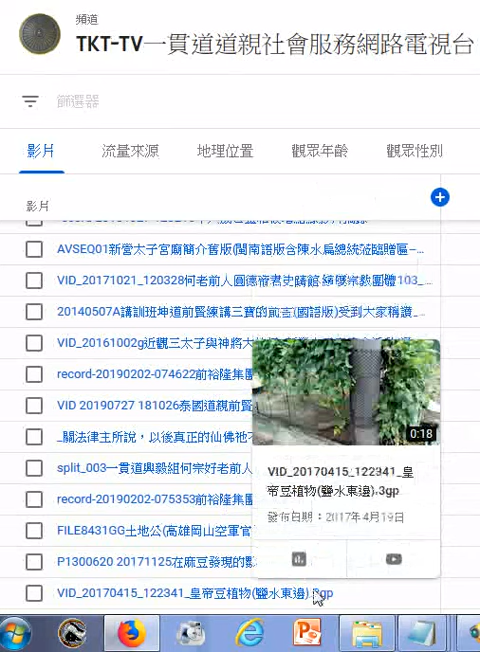 頻道
TKT-TV一貫道道親社會服務網路電視台
篩選器
影片 流量來源 地理位置 觀眾年齡 觀眾性別
影片
AVSEQ01新營太子宮廟簡介舊版(閩南語版含陳水扁總統蒞臨贈匾–...
VID_20171021_120328何老前人圓德帝君史蹟館 103_...
20140507A講訓班坤道前賢練講三寶的前言(國語版)受到大家稱讚_...
VID_20161002g近觀三太子與神將大
record-20190202-074622前裕隆集團
VID 20190727 181026泰國道親前賢
_關法律主所說，以後真正的仙佛祂不
split_003一貫道興毅組何宗好老前人
record-20190202-075353前裕隆集團
FILE8431GG土地公(高雄岡山空軍官
P1300620 20171125在麻豆發現的
VID_20170415_122341_皇帝豆植物(鹽水東邊).3gp
0:18
VID_20170415_122341_皇
帝豆植物(鹽水東邊).3gp
發布日期：2017年4月19日